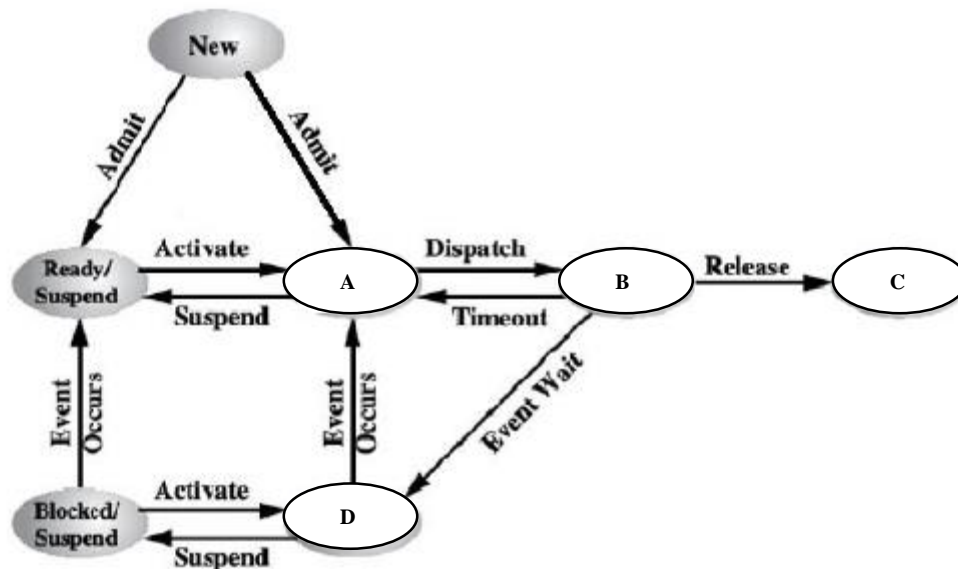 New
Admit
Admit
Ready/
Suspend
Activate
Suspend
A
Dispatch
Timeout
B
Release
C
Event
Occurs
Event
Occurs
Event Wait
Blocked/
Suspend
Activate
Suspend
D